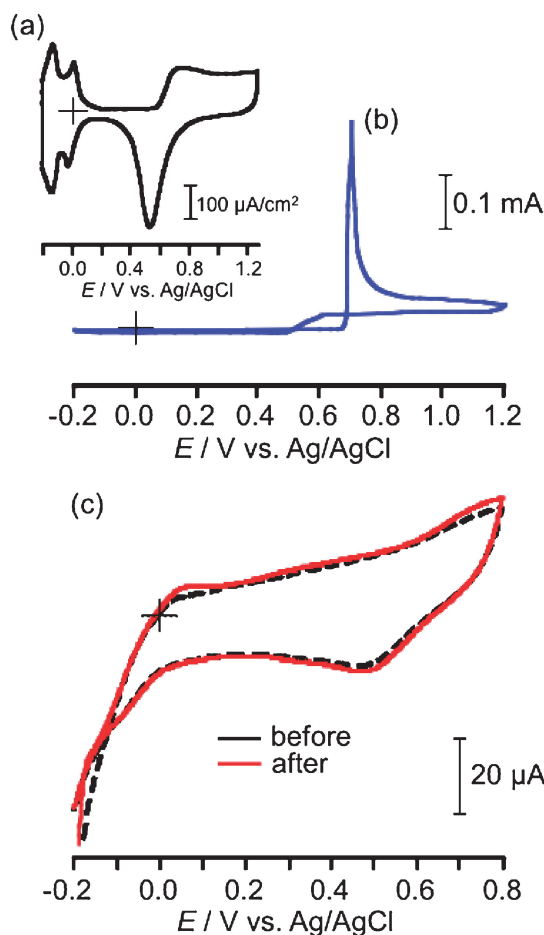 (a)
100 μA/cm²
0.0 0.4 0.8 1.2
E / V vs. Ag/AgCl
(b)
0.1 mA
-0.2 0.0 0.2 0.4 0.6 0.8 1.0 1.2
E / V vs. Ag/AgCl
(c)
before
after
20 μA
-0.2 0.0 0.2 0.4 0.6 0.8
E / V vs. Ag/AgCl